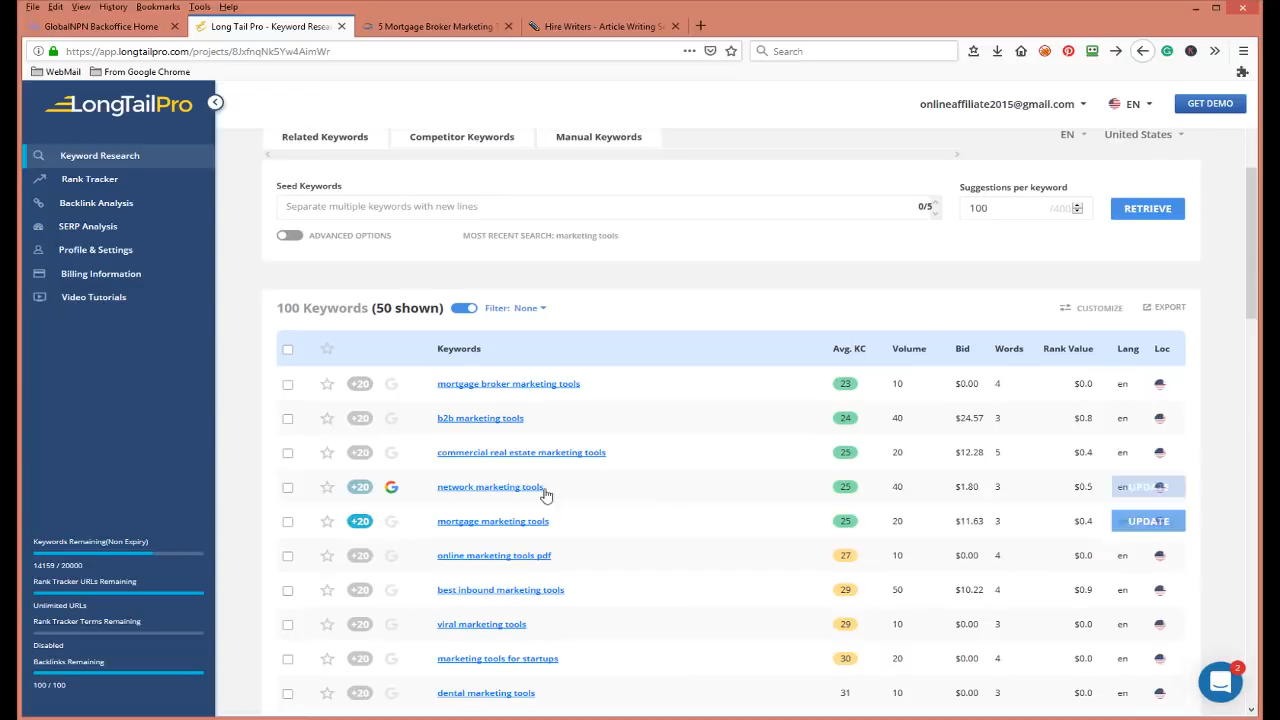 File Edit View History Bookmarks Tools Help
GlobalNPN Backoffice Home
Long Tail Pro - Keyword Resea
5 Mortgage Broker Marketing T
Hire Writers - Article Writing Se
https://app.longtailpro.com/projects/8JxfnqNk5Yw4AimWr
Search
WebMail From Google Chrome
LongTailPro
onlineaffiliate2015@gmail.com EN GET DEMO
Keyword Research
Rank Tracker
Backlink Analysis
SERP Analysis
Profile & Settings
Billing Information
Video Tutorials
Keywords Remaining(Non Expiry)
14159 / 20000
Rank Tracker URLs Remaining
Unlimited URLs
Rank Tracker Terms Remaining
Disabled
Backlinks Remaining
100 / 100
Related Keywords Competitor Keywords Manual Keywords EN United States
Seed Keywords Suggestions per keyword
Separate multiple keywords with new lines 0/5 100 /400 RETRIEVE
ADVANCED OPTIONS MOST RECENT SEARCH: marketing tools
100 Keywords (50 shown) Filter: None CUSTOMIZE EXPORT
Keywords Avg. KC Volume Bid Words Rank Value Lang Loc
+20 mortgage broker marketing tools 23 10 $0.00 4 $0.0 en
+20 b2b marketing tools 24 40 $24.57 3 $0.8 en
+20 commercial real estate marketing tools 25 20 $12.28 5 $0.4 en
+20 network marketing tools 25 40 $1.80 3 $0.5 en
+20 mortgage marketing tools 25 20 $11.63 3 $0.4 UPDATE
+20 online marketing tools pdf 27 10 $0.00 4 $0.0 en
+20 best inbound marketing tools 29 50 $10.22 4 $0.9 en
+20 viral marketing tools 29 10 $0.00 3 $0.0 en
+20 marketing tools for startups 30 20 $0.00 4 $0.0 en
+20 dental marketing tools 31 10 $0.00 3 $0.0 en
2